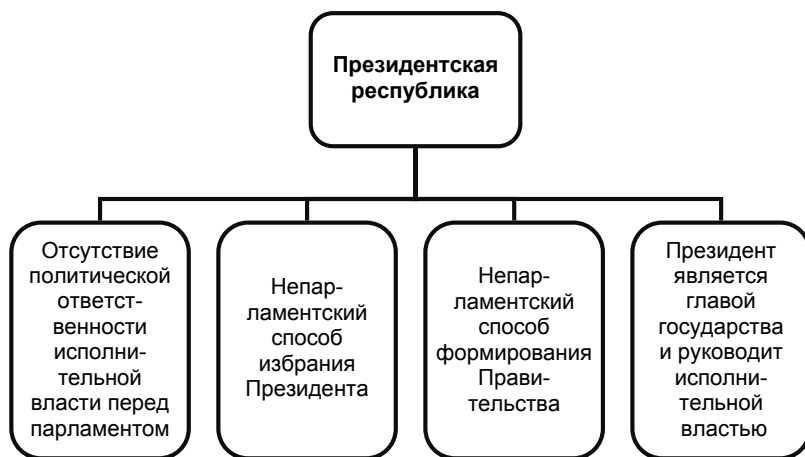 Президентская
республика
Отсутствие
политической
ответст-
венности
исполни-
тельной
власти перед
парламентом
Непар-
ламентский
способ
избрания
Президента
Непар-
ламентский
способ
формирования
Прави-
тельства
Президент
является
главой
государства
и руководит
исполни-
тельной
властью